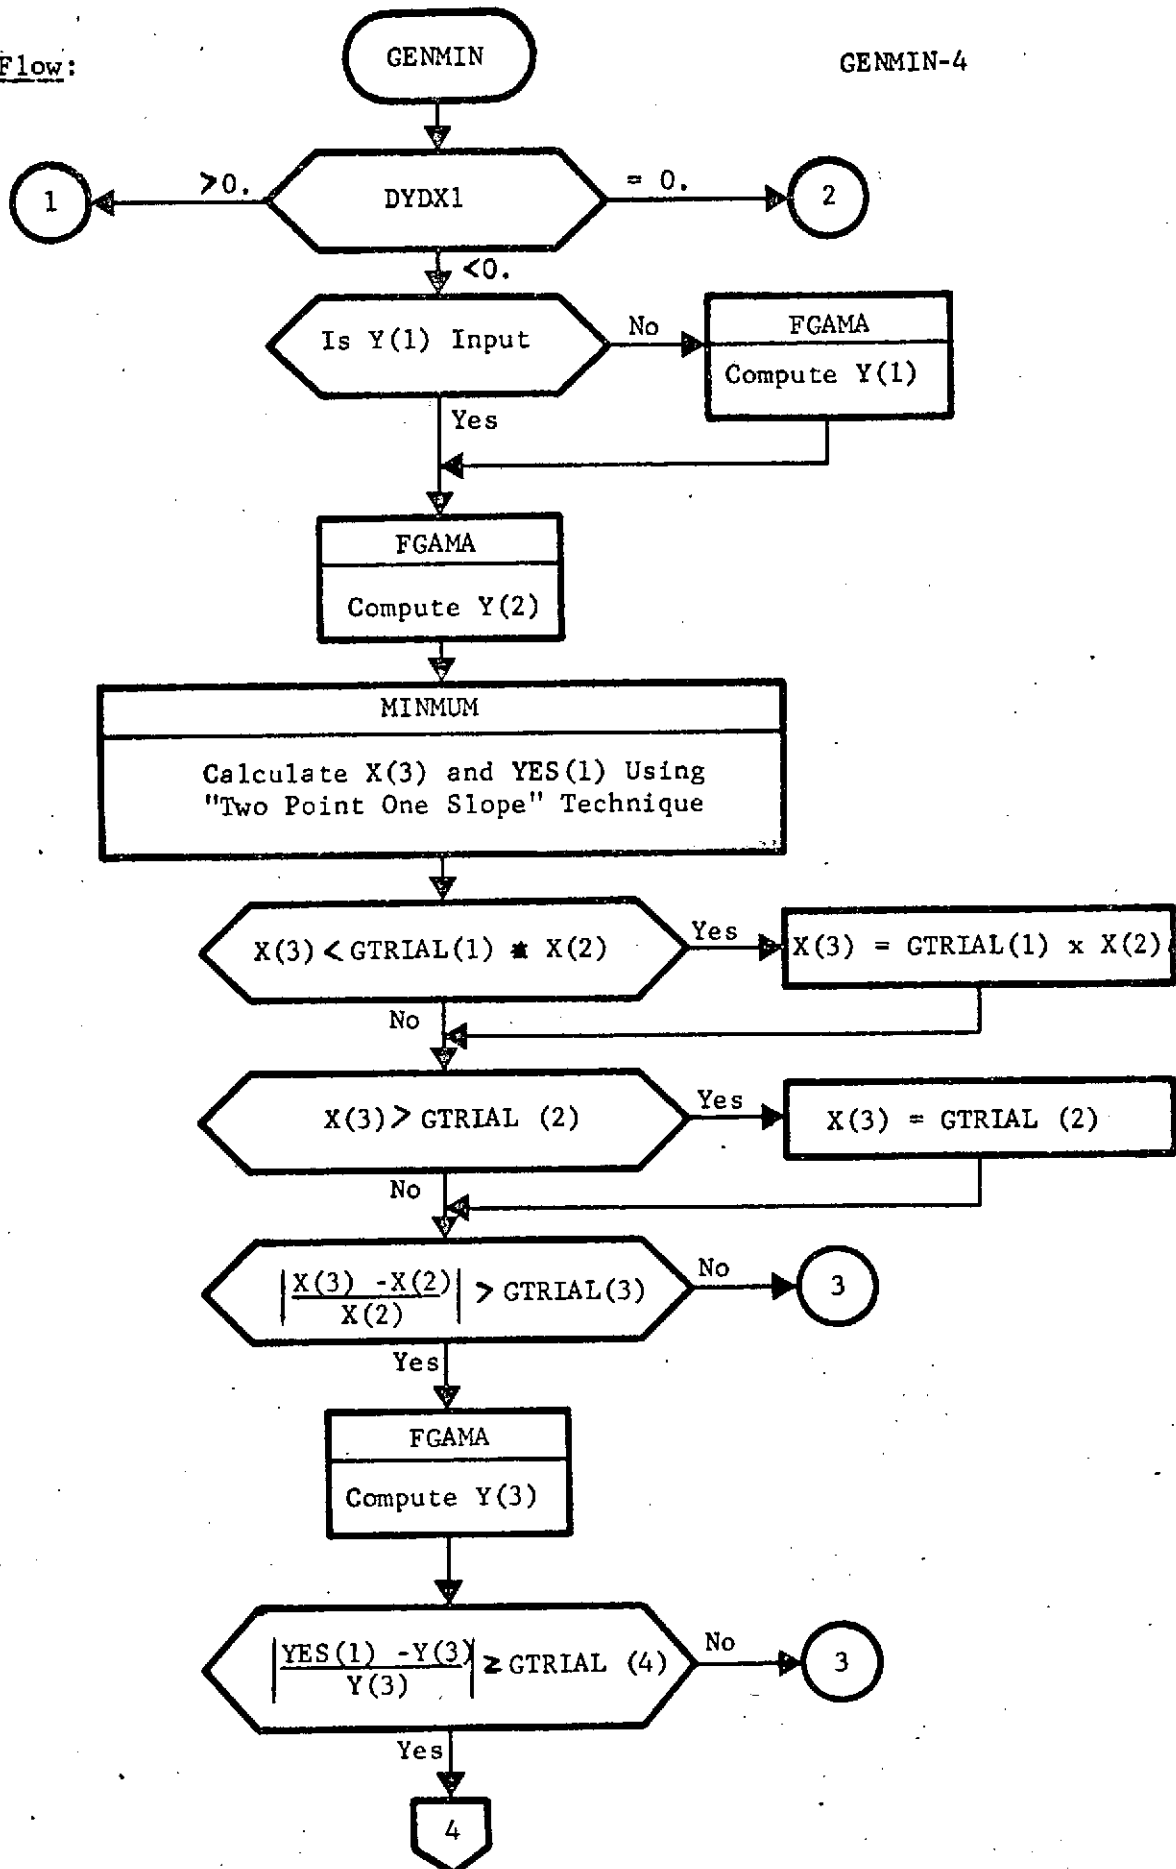 Flow:
GENMIN
GENMIN-4
1
>0.
DYDX1
= 0.
2
<0.
Is Y(1) Input
No
FGAMA
Compute Y(1)
Yes
FGAMA
Compute Y(2)
MINMUM
Calculate X(3) and YES(1) Using
"Two Point One Slope" Technique
X(3) < GTRIAL(1) * X(2)
Yes
X(3) = GTRIAL(1) x X(2)
No
X(3) > GTRIAL (2)
Yes
X(3) = GTRIAL (2)
No
|X(3) -X(2) / X(2)| > GTRIAL(3)
No
3
Yes
FGAMA
Compute Y(3)
|YES(1) -Y(3) / Y(3)| ≥ GTRIAL (4)
No
3
Yes
4